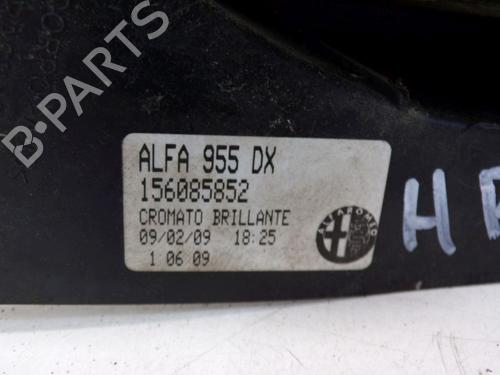 ALFA 955 DX
156085852
CROMATO BRILLANTE
09/02/09 18:25
1 06 09
ALFA ROMEO
B-PARTS